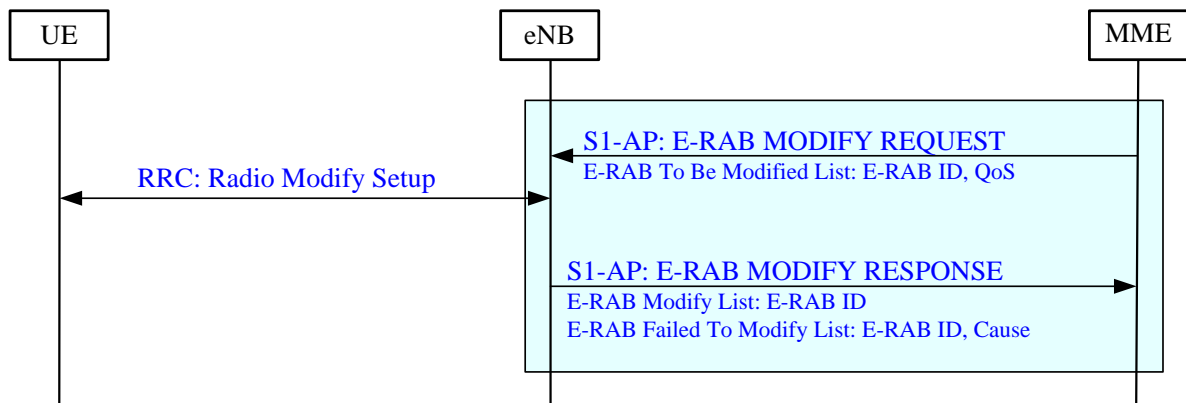 UE
eNB
MME
S1-AP: E-RAB MODIFY REQUEST
E-RAB To Be Modified List: E-RAB ID, QoS
RRC: Radio Modify Setup
S1-AP: E-RAB MODIFY RESPONSE
E-RAB Modify List: E-RAB ID
E-RAB Failed To Modify List: E-RAB ID, Cause